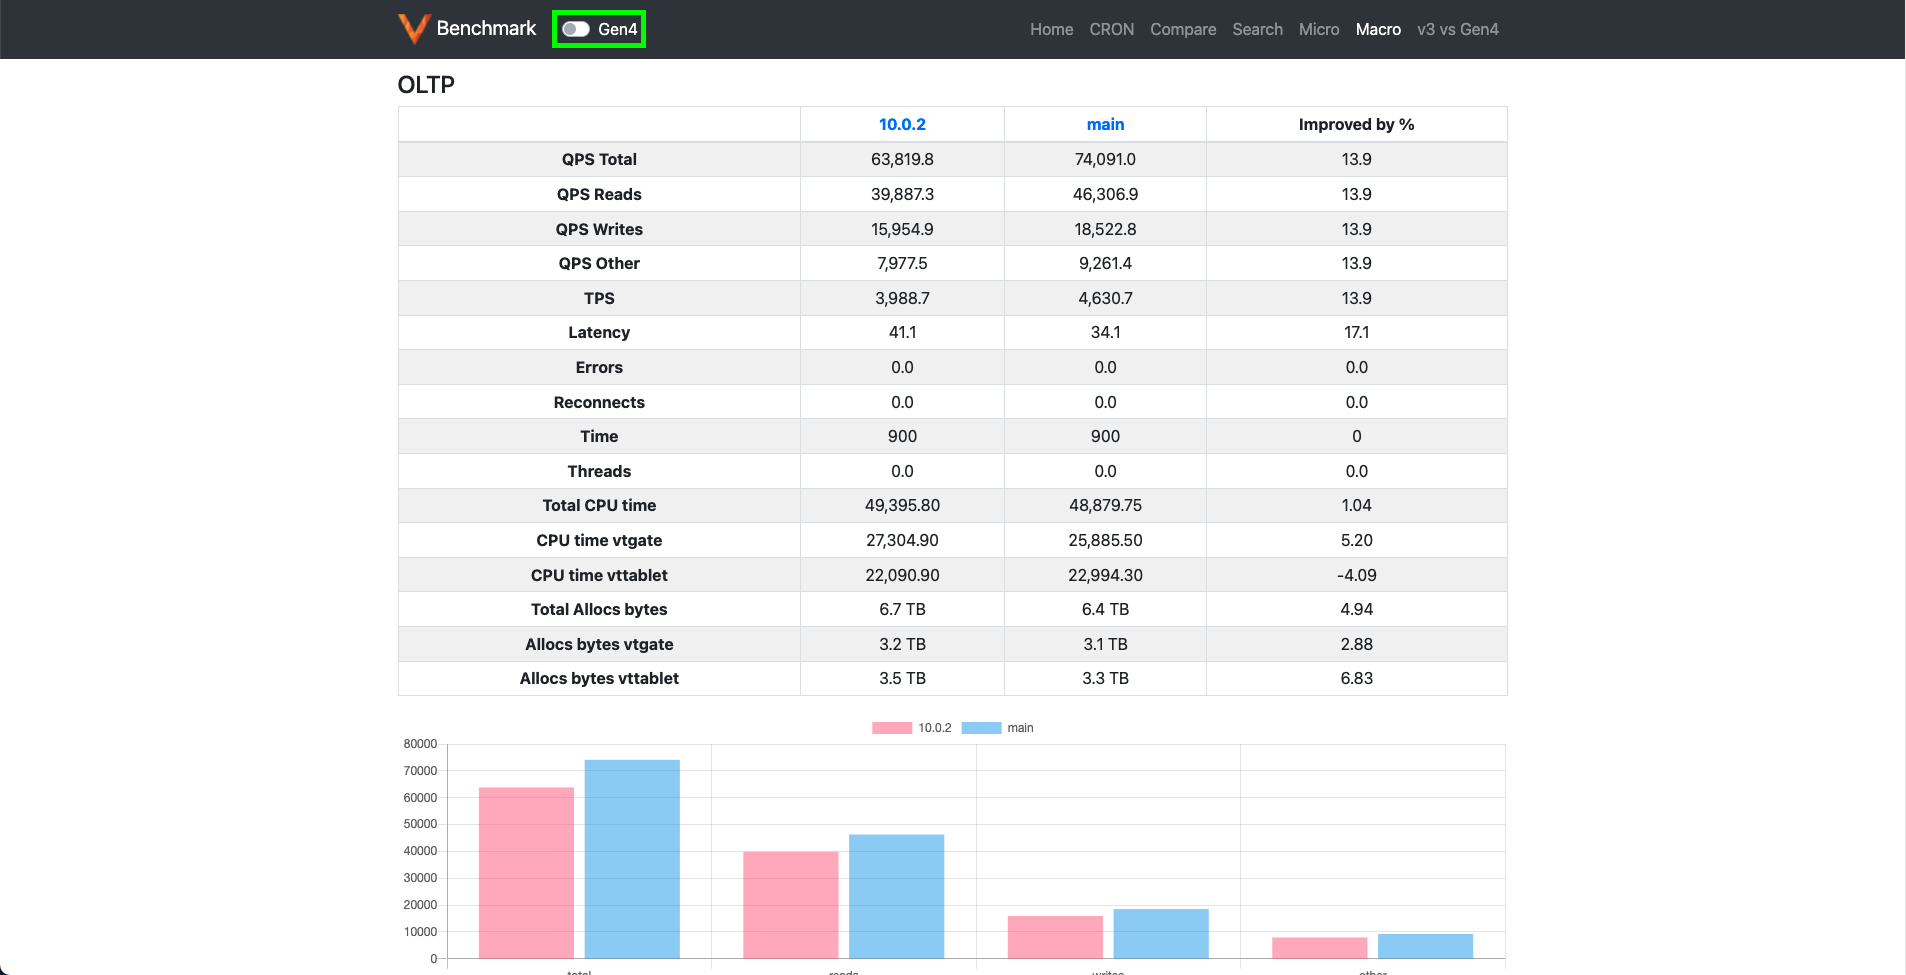 Benchmark Gen4 Home CRON Compare Search Micro Macro v3 vs Gen4
OLTP
10.0.2 main Improved by %
QPS Total 63,819.8 74,091.0 13.9
QPS Reads 39,887.3 46,306.9 13.9
QPS Writes 15,954.9 18,522.8 13.9
QPS Other 7,977.5 9,261.4 13.9
TPS 3,988.7 4,630.7 13.9
Latency 41.1 34.1 17.1
Errors 0.0 0.0 0.0
Reconnects 0.0 0.0 0.0
Time 900 900 0
Threads 0.0 0.0 0.0
Total CPU time 49,395.80 48,879.75 1.04
CPU time vtgate 27,304.90 25,885.50 5.20
CPU time vttablet 22,090.90 22,994.30 -4.09
Total Allocs bytes 6.7 TB 6.4 TB 4.94
Allocs bytes vtgate 3.2 TB 3.1 TB 2.88
Allocs bytes vttablet 3.5 TB 3.3 TB 6.83
10.0.2 main
80000
70000
60000
50000
40000
30000
20000
10000
0
total reads writes other